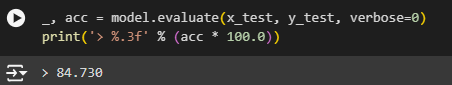 _, acc = model.evaluate(x_test, y_test, verbose=0)
print('> %.3f' % (acc * 100.0))
> 84.730